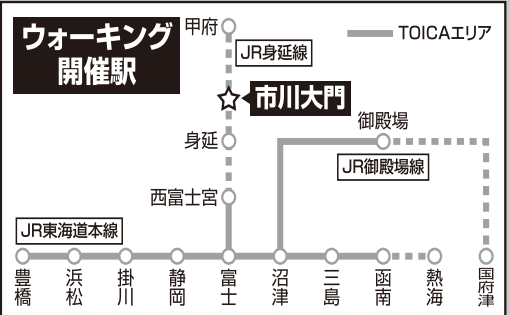 ウォーキング
開催駅
甲府
JR身延線
TOICAエリア
市川大門
御殿場
身延
JR御殿場線
西富士宮
JR東海道本線
豊橋
浜松
掛川
静岡
富士
沼津
三島
函南
熱海
国府津